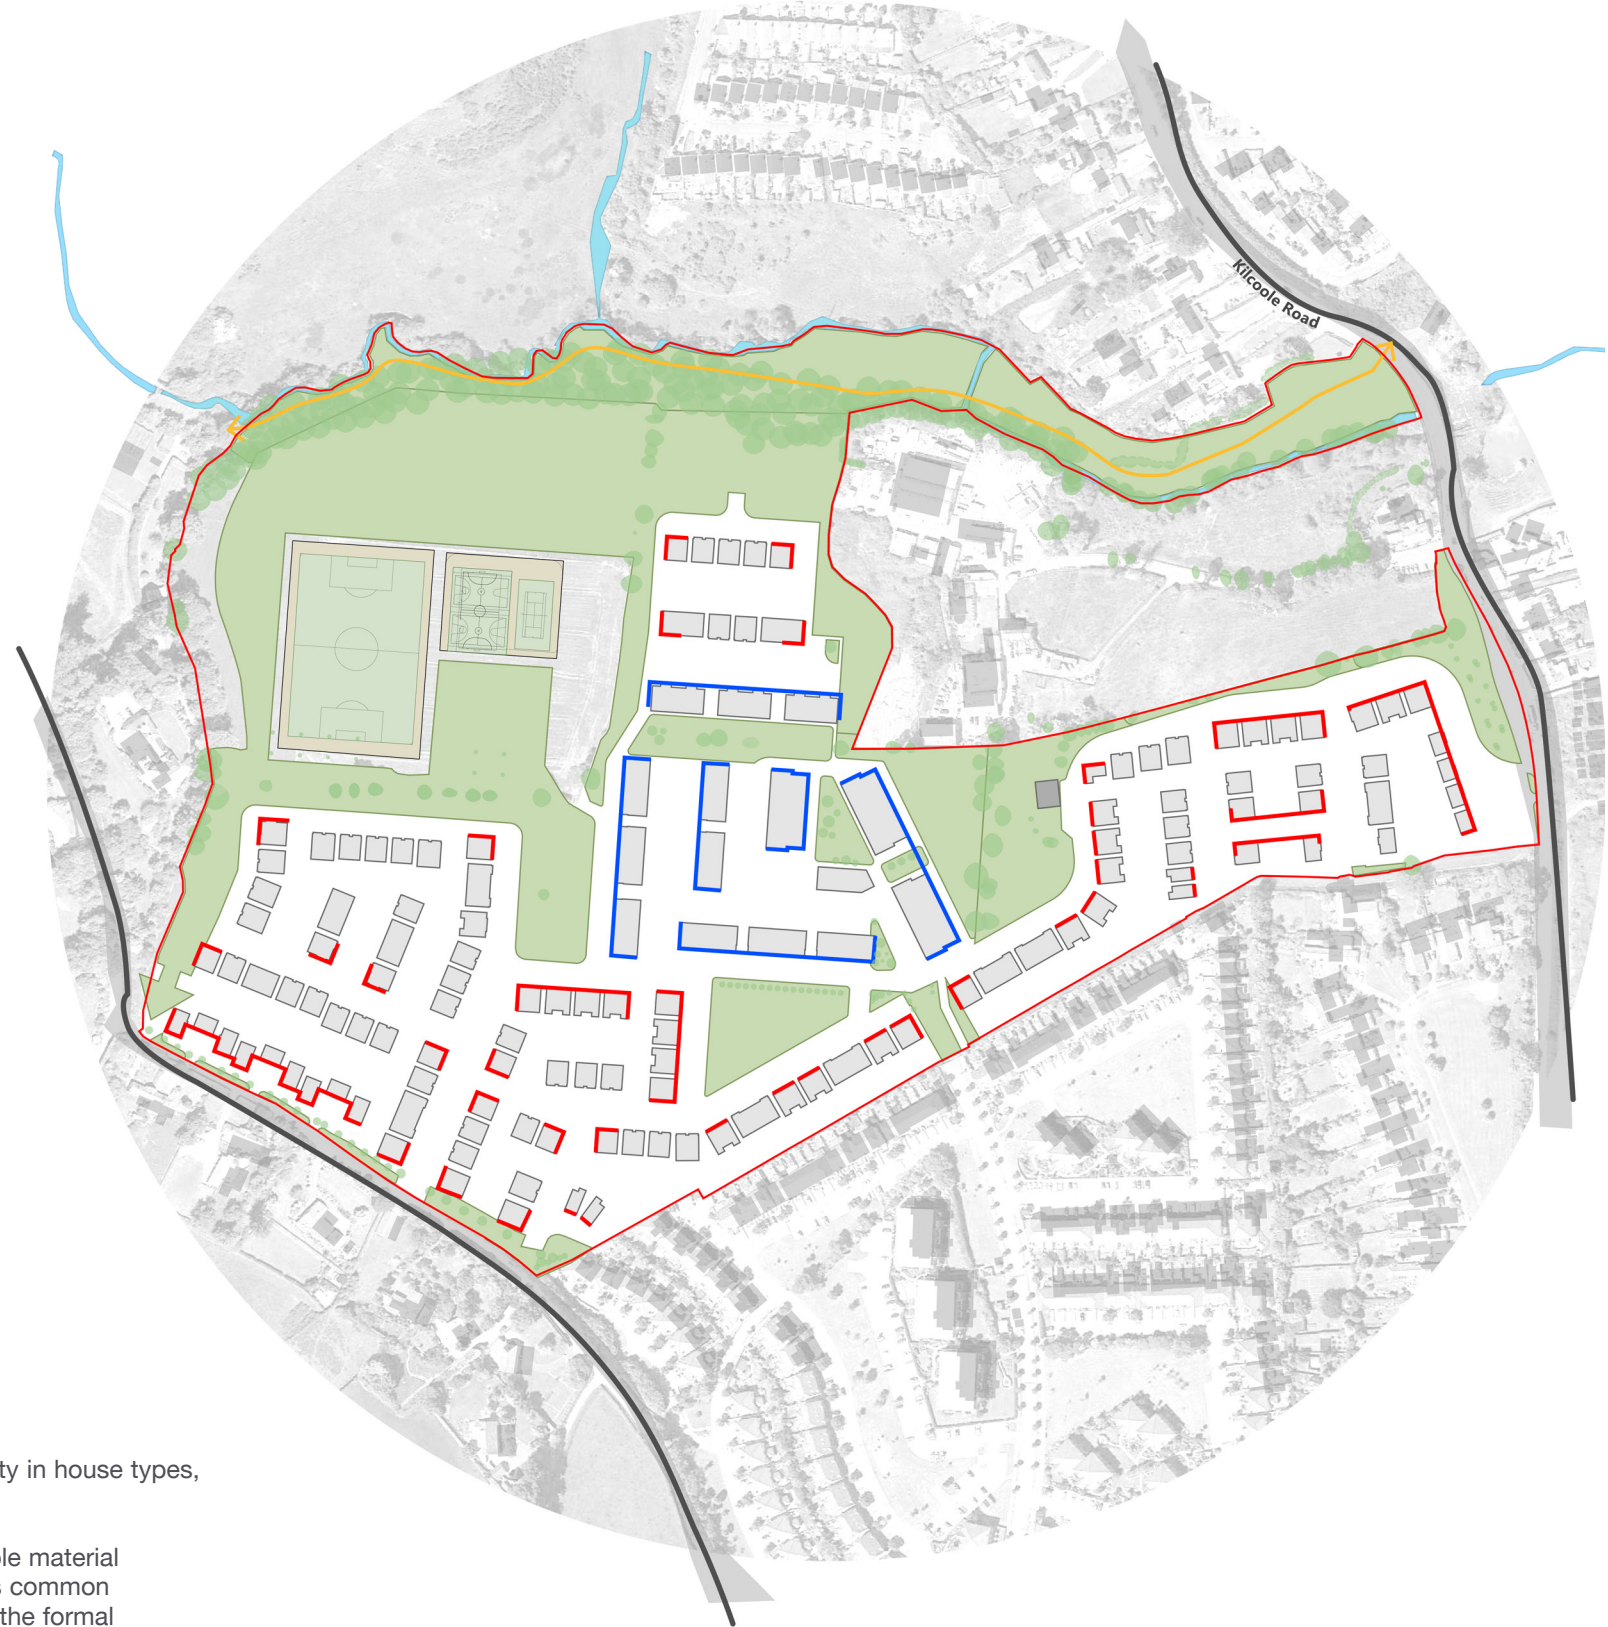 Kilcoole Road
ty in house types,
le material
s common
the formal